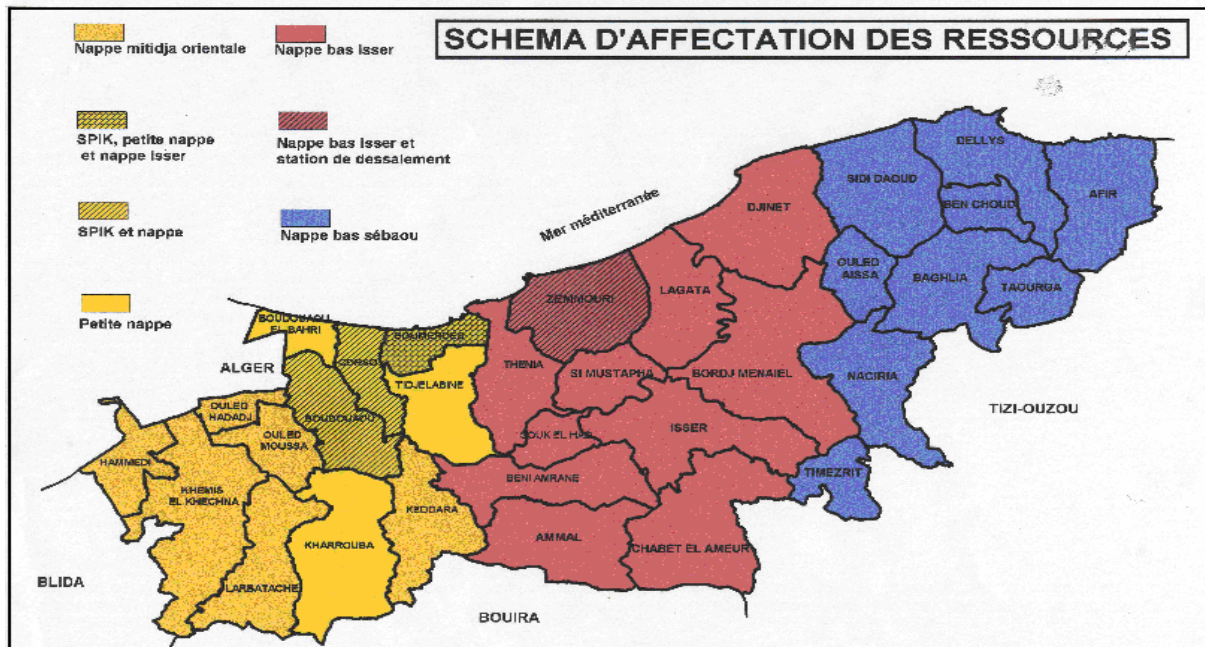 SCHEMA D'AFFECTATION DES RESSOURCES
Nappe mitidja orientale
Nappe bas Isser
SPIK, petite nappe
et nappe Isser
Nappe bas Isser et
station de dessalement
SPIK et nappe
Nappe bas sébaou
Petite nappe
Mer méditerranée
DELLYS
SIDI DAOUD
AFIR
BEN CHOUD
DJINET
OULED
AISSA
BAGHLIA
TAOURGA
ZEMMOURI
LAGATA
BOUDOUAOU
EL-BAHRI
CORSO
BOUMERDES
THENIA
SI MUSTAPHA
BORDJ MENAIEL
NACIRIA
ALGER
TIDJELABINE
TIZI-OUZOU
OULED
HADADJ
BOUDOUAOU
OULED
MOUSSA
SOUK EL HAD
ISSER
HAMMEDI
TIMEZRIT
KHEMIS
EL KHECHNA
BENI AMRANE
KEDDARA
KHARROUBA
AMMAL
CHABET EL AMEUR
BLIDA
LARBATACHE
BOUIRA